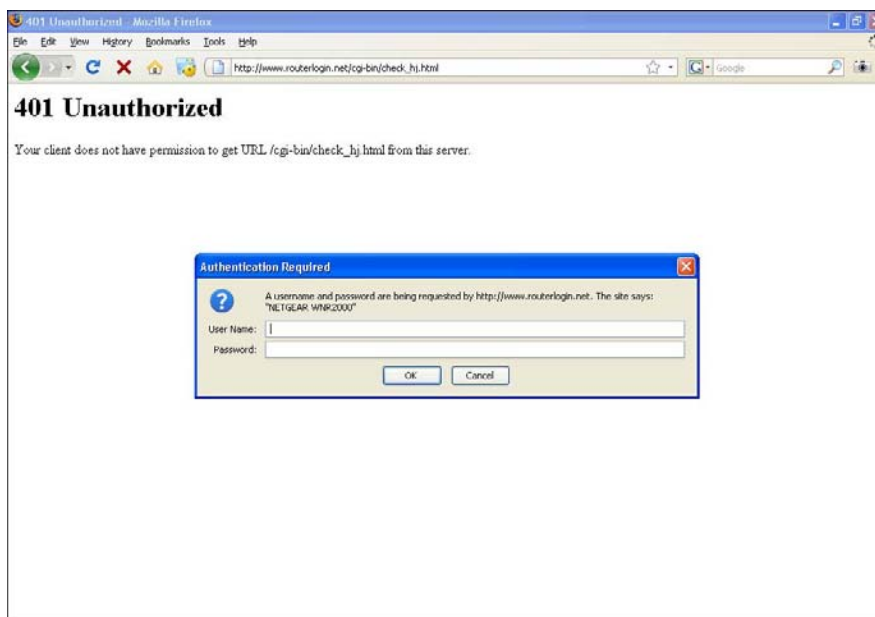 401 Unauthorized - Mozilla Firefox
File Edit View History Bookmarks Tools Help
http://www.routerlogin.net/cgi-bin/check_hj.html
G Google
401 Unauthorized
Your client does not have permission to get URL /cgi-bin/check_hj.html from this server.
Authentication Required
A username and password are being requested by http://www.routerlogin.net. The site says:
"NETGEAR WNR2000"
User Name:
Password:
OK Cancel